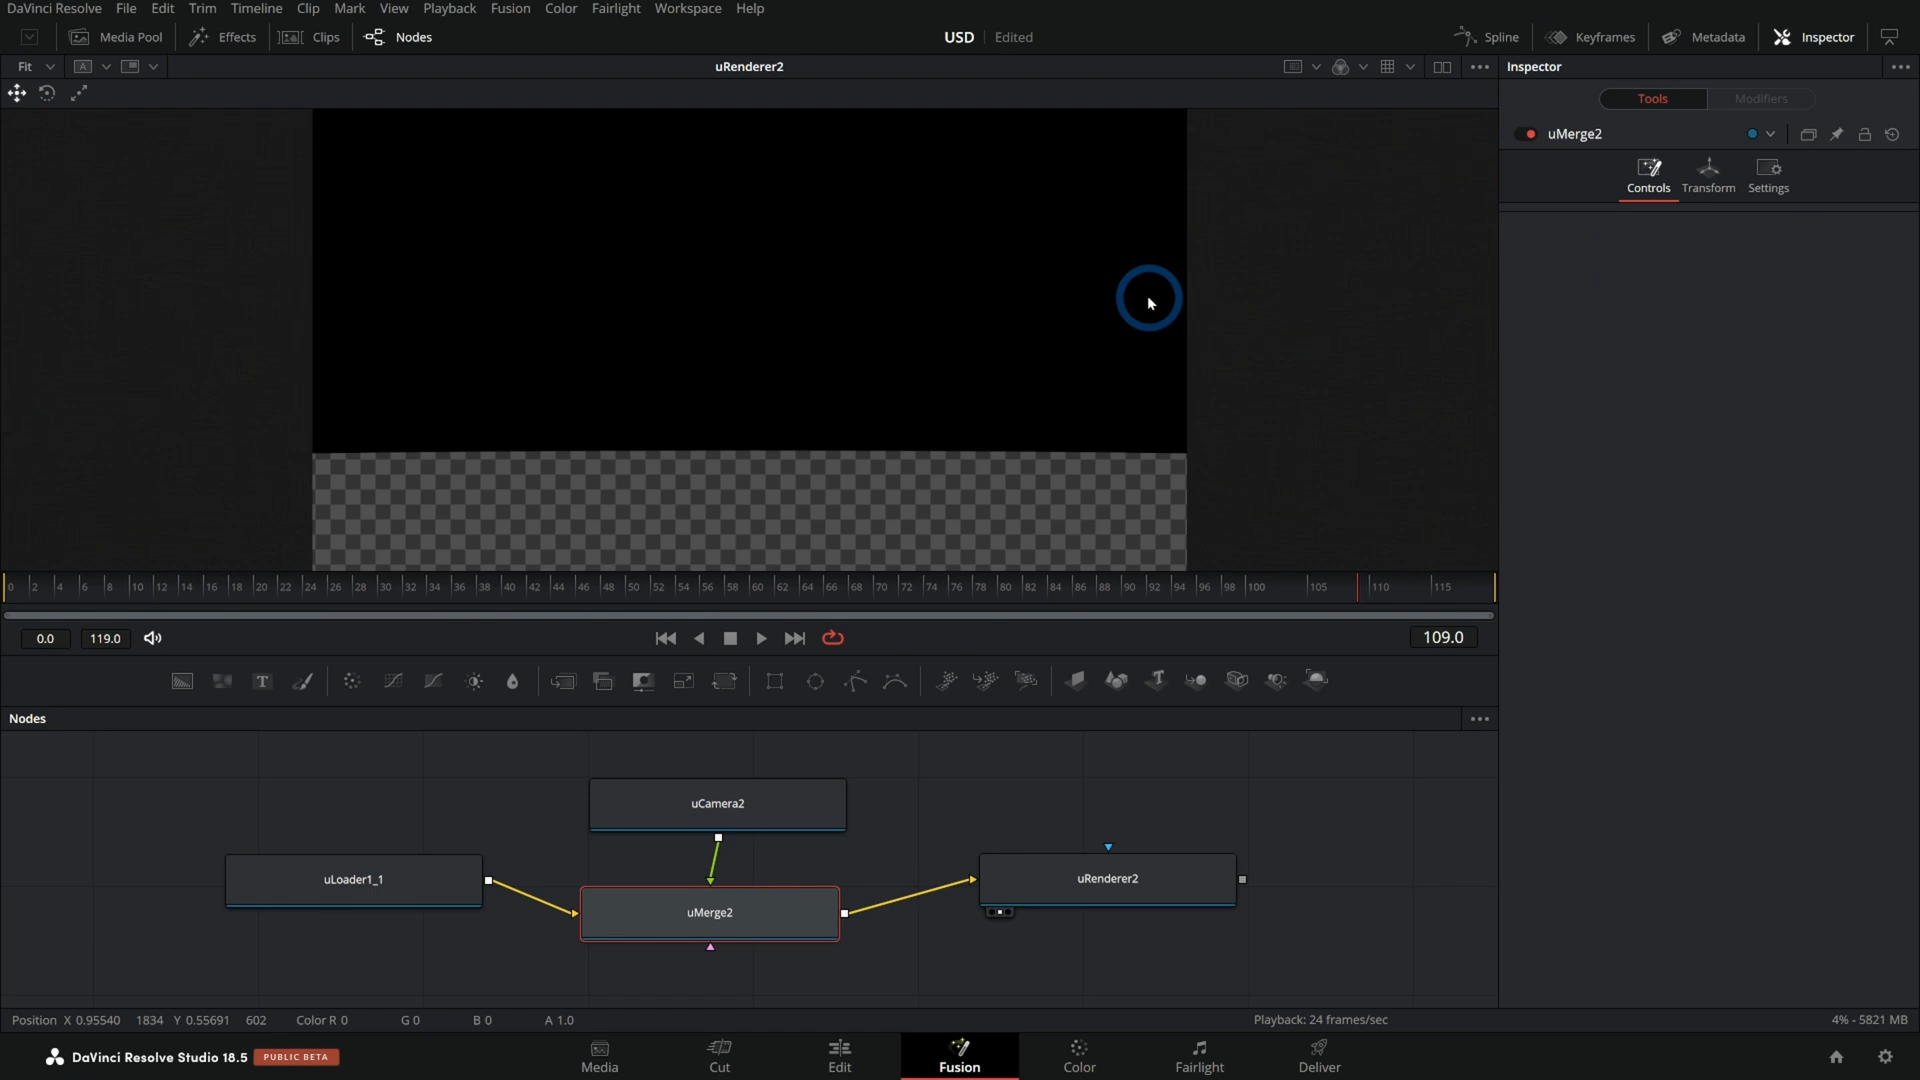 DaVinci Resolve File Edit Trim Timeline Clip Mark View Playback Fusion Color Fairlight Workspace Help
Media Pool Effects Clips Nodes USD Edited Spline Keyframes Metadata Inspector
Fit A uRenderer2 Inspector
Tools Modifiers
uMerge2
Controls Transform Settings
0 2 4 6 8 10 12 14 16 18 20 22 24 26 28 30 32 34 36 38 40 42 44 46 48 50 52 54 56 58 60 62 64 66 68 70 72 74 76 78 80 82 84 86 88 90 92 94 96 98 100 105 110 115
0.0 119.0 109.0
T T
Nodes
uCamera2
uLoader1_1
uRenderer2
uMerge2
Position X 0.95540 1834 Y 0.55691 602 Color R 0 G 0 B 0 A 1.0 Playback: 24 frames/sec 4% - 5821 MB
DaVinci Resolve Studio 18.5 PUBLIC BETA
Media Cut Edit Fusion Color Fairlight Deliver